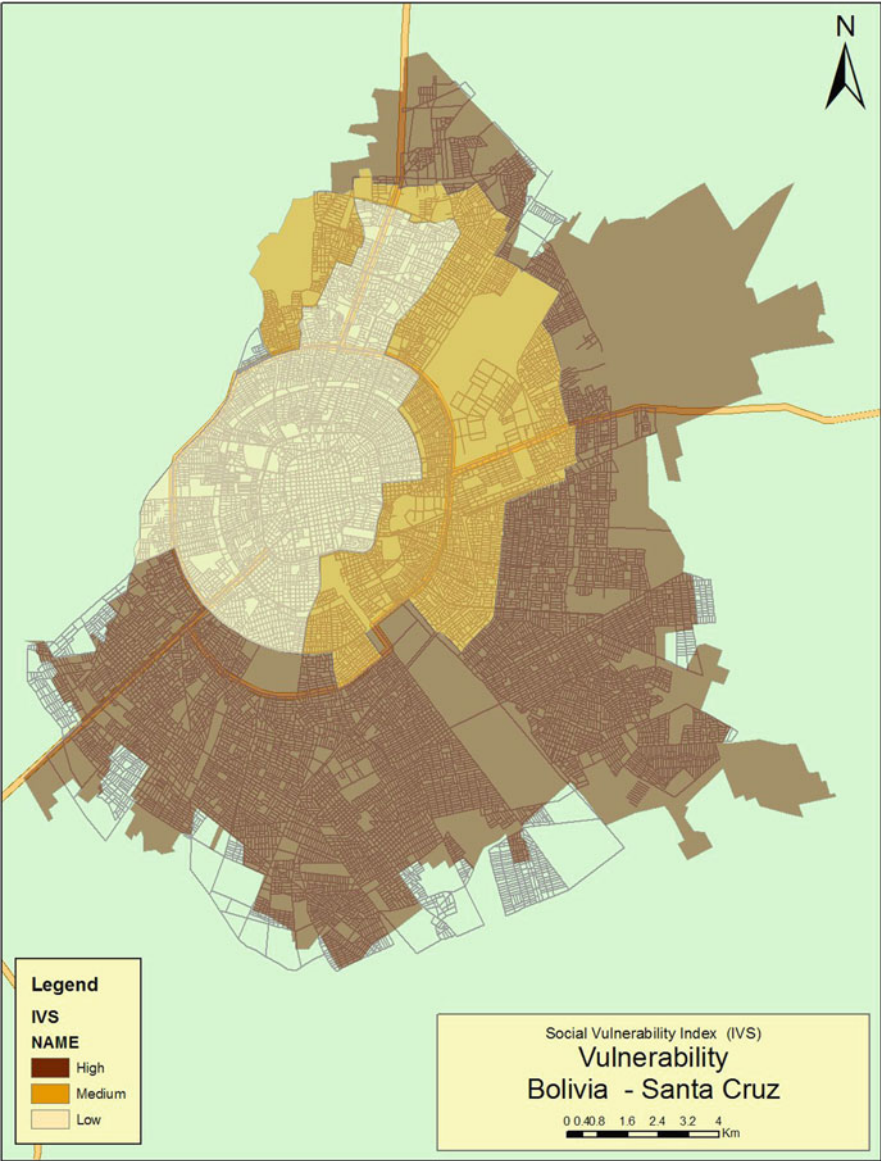 N
Legend
IVS
NAME
High
Medium
Low
Social Vulnerability Index (IVS)
Vulnerability
Bolivia - Santa Cruz
0 0.40.8 1.6 2.4 3.2 4
Km